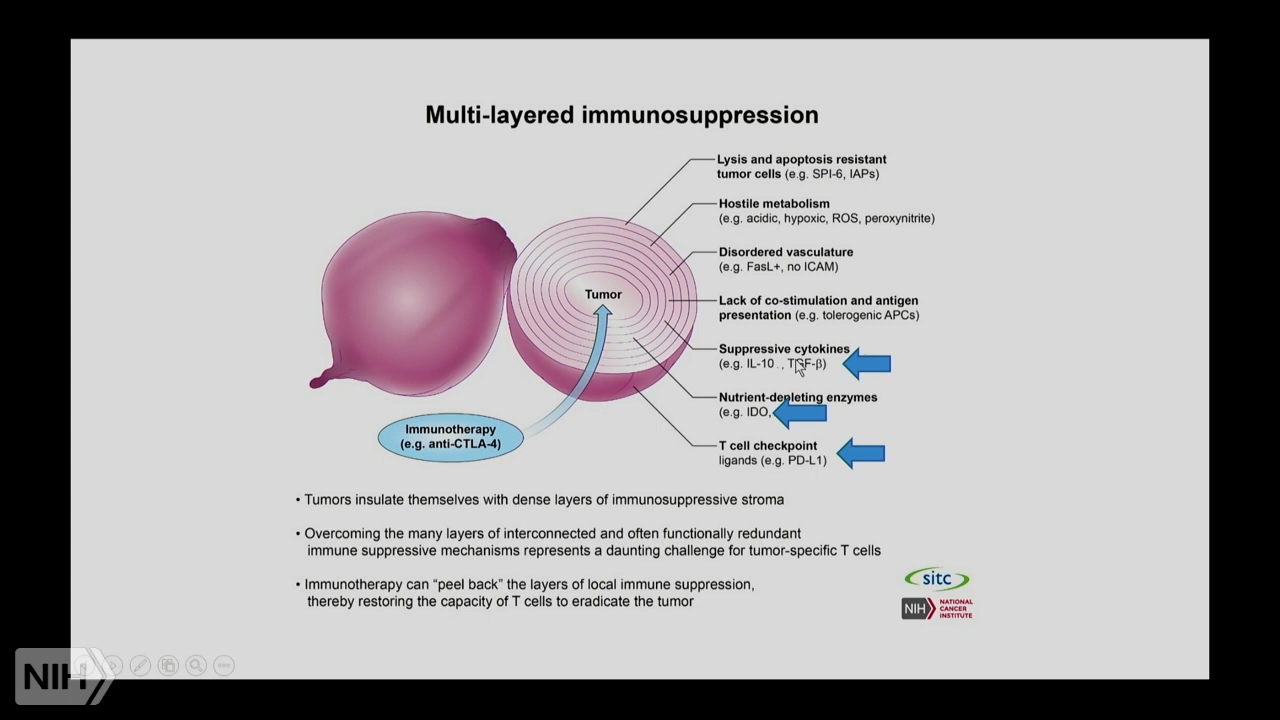 Multi-layered immunosuppression
Lysis and apoptosis resistant
tumor cells (e.g. SPI-6, IAPs)
Hostile metabolism
(e.g. acidic, hypoxic, ROS, peroxynitrite)
Disordered vasculature
(e.g. FasL+, no ICAM)
Tumor
Lack of co-stimulation and antigen
presentation (e.g. tolerogenic APCs)
Suppressive cytokines
(e.g. IL-10 , TGF-β)
Nutrient-depleting enzymes
(e.g. IDO,
Immunotherapy
(e.g. anti-CTLA-4)
T cell checkpoint
ligands (e.g. PD-L1)
• Tumors insulate themselves with dense layers of immunosuppressive stroma
• Overcoming the many layers of interconnected and often functionally redundant
immune suppressive mechanisms represents a daunting challenge for tumor-specific T cells
• Immunotherapy can “peel back” the layers of local immune suppression,
thereby restoring the capacity of T cells to eradicate the tumor
sitc
NIH NATIONAL
CANCER
INSTITUTE
NIH